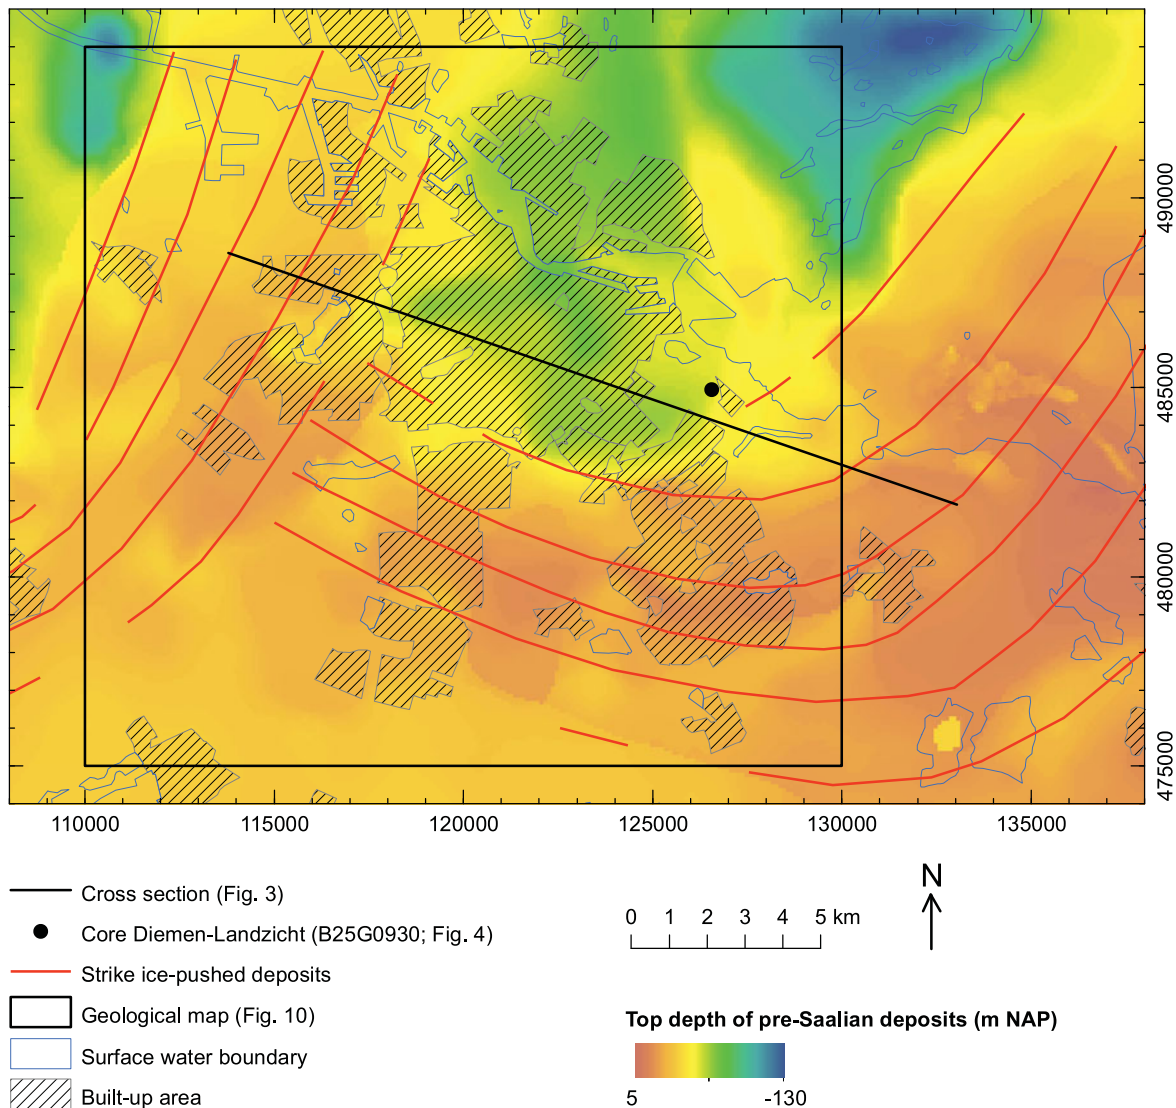 490000
485000
480000
475000
110000 115000 120000 125000 130000 135000
Cross section (Fig. 3)
Core Diemen-Landzicht (B25G0930; Fig. 4)
Strike ice-pushed deposits
Geological map (Fig. 10)
Surface water boundary
Built-up area
0 1 2 3 4 5 km
N
Top depth of pre-Saalian deposits (m NAP)
5 -130